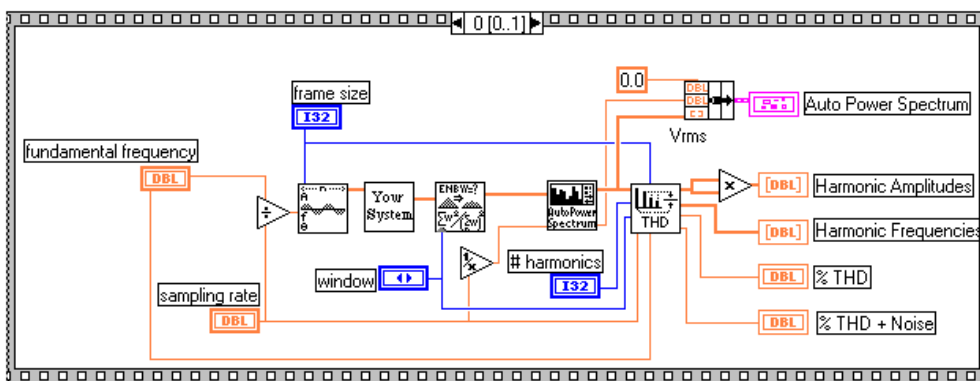 0 [0..1]
0.0
DBL
DBL
Auto Power Spectrum
Vrms
frame size
I32
fundamental frequency
DBL
Your
System
ENBW=?
AutoPower
Spectrum
THD
[DBL]
Harmonic Amplitudes
[DBL]
Harmonic Frequencies
1/x
# harmonics
I32
window
DBL
% THD
sampling rate
DBL
DBL
% THD + Noise